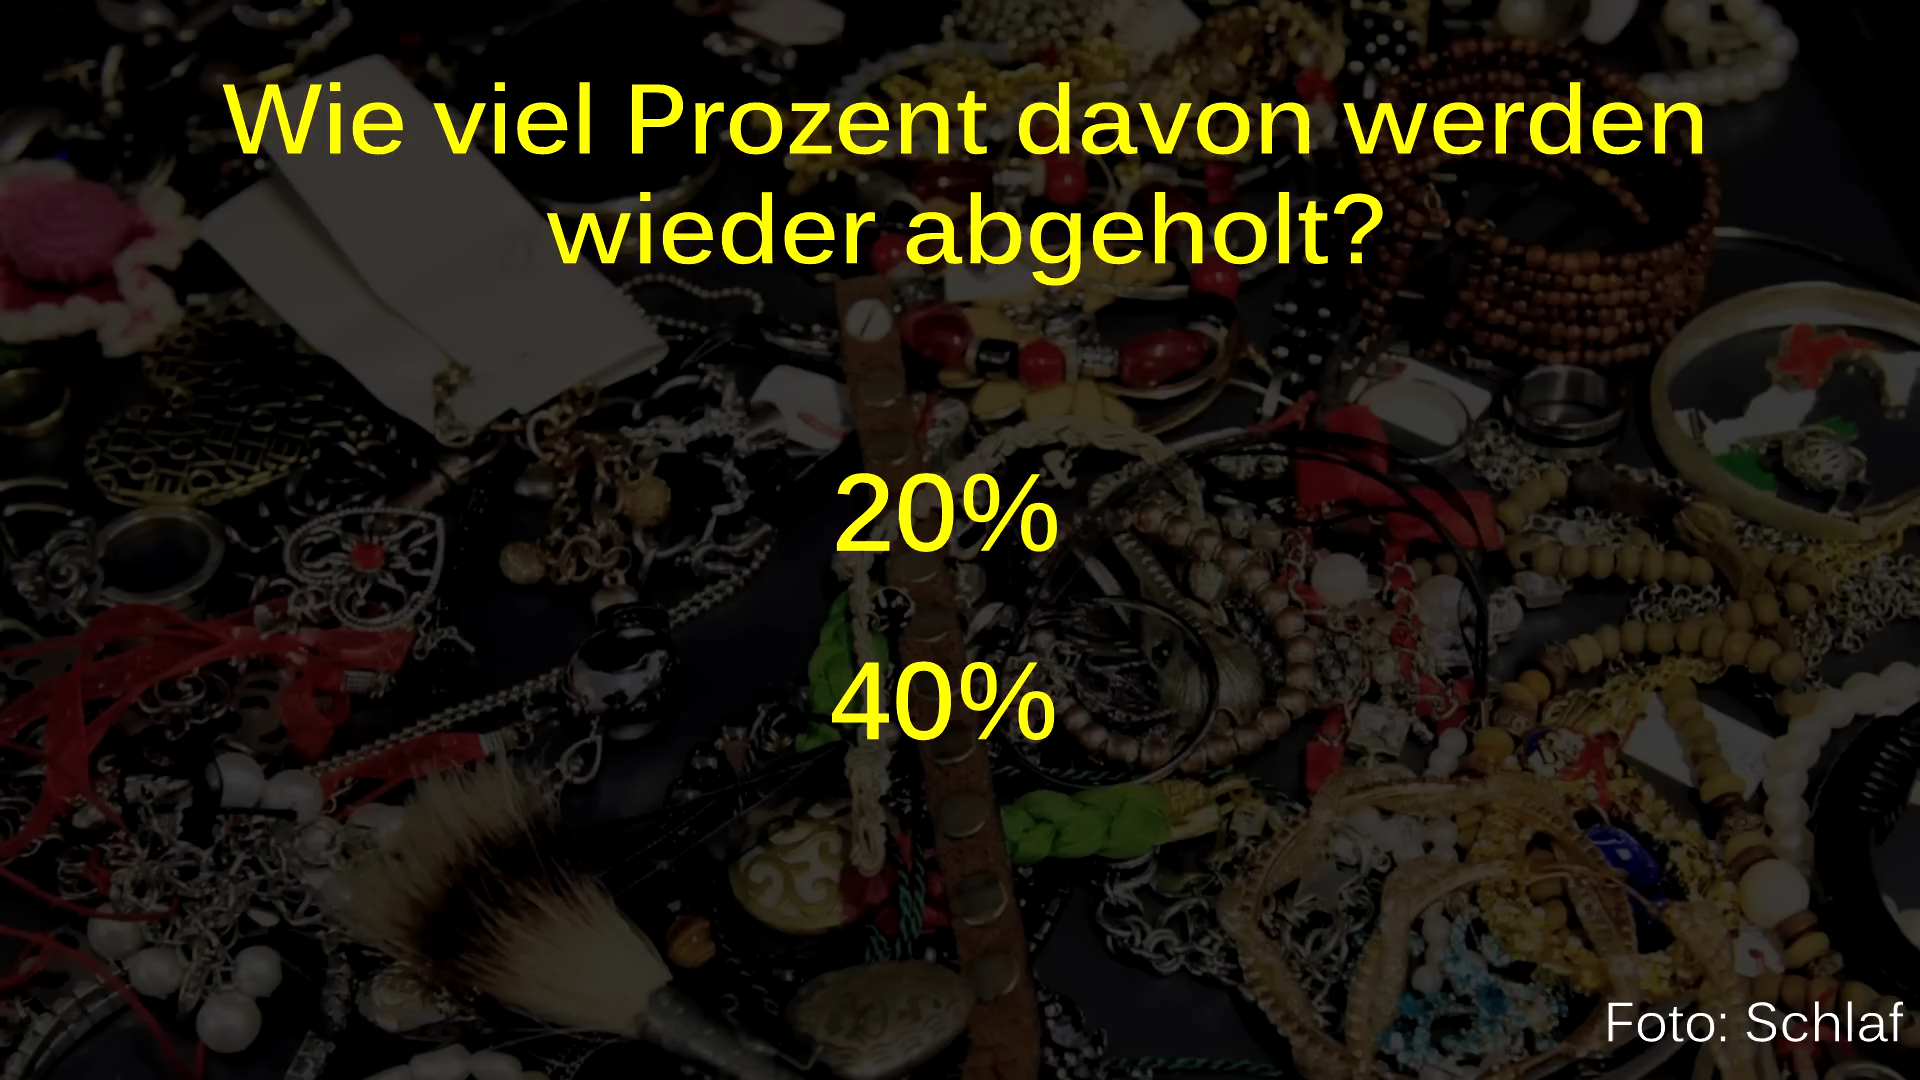 Wie viel Prozent davon werden
wieder abgeholt?
20%
40%
Foto: Schlaf